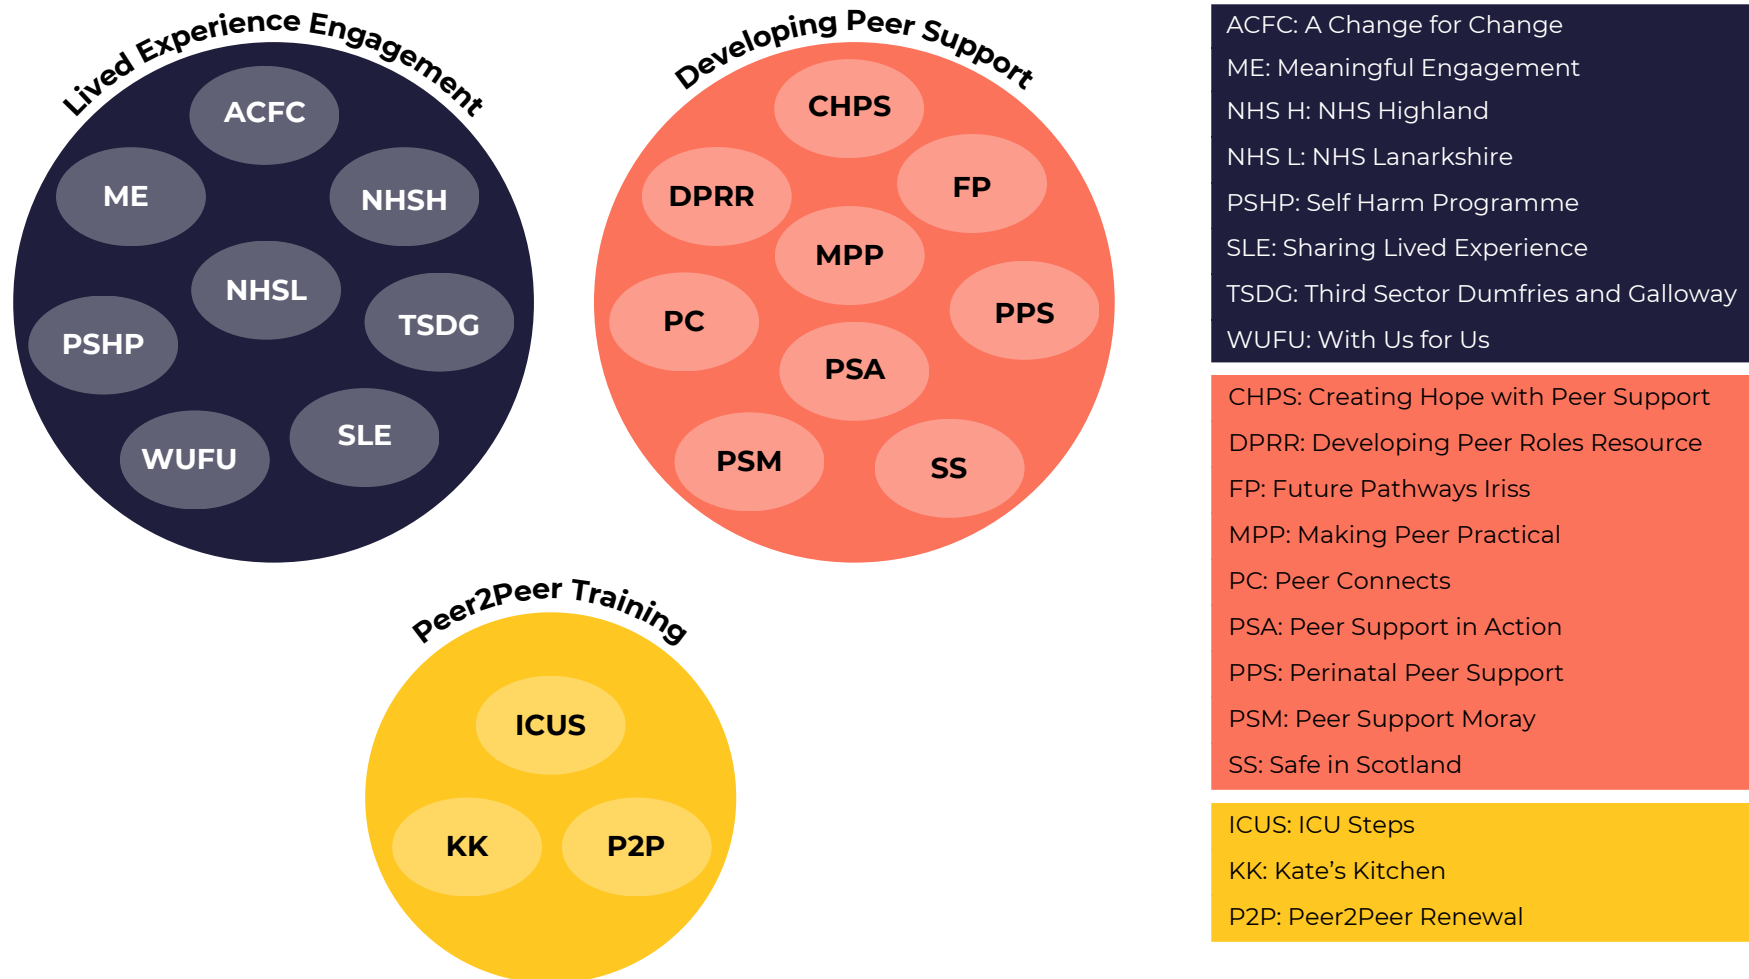 Lived Experience Engagement
ACFC
ME
NHSH
NHSL
TSDG
PSHP
SLE
WUFU
Developing Peer Support
CHPS
DPRR
FP
MPP
PC
PPS
PSA
PSM
SS
Peer2Peer Training
ICUS
KK
P2P
ACFC: A Change for Change
ME: Meaningful Engagement
NHS H: NHS Highland
NHS L: NHS Lanarkshire
PSHP: Self Harm Programme
SLE: Sharing Lived Experience
TSDG: Third Sector Dumfries and Galloway
WUFU: With Us for Us
CHPS: Creating Hope with Peer Support
DPRR: Developing Peer Roles Resource
FP: Future Pathways Iriss
MPP: Making Peer Practical
PC: Peer Connects
PSA: Peer Support in Action
PPS: Perinatal Peer Support
PSM: Peer Support Moray
SS: Safe in Scotland
ICUS: ICU Steps
KK: Kate’s Kitchen
P2P: Peer2Peer Renewal